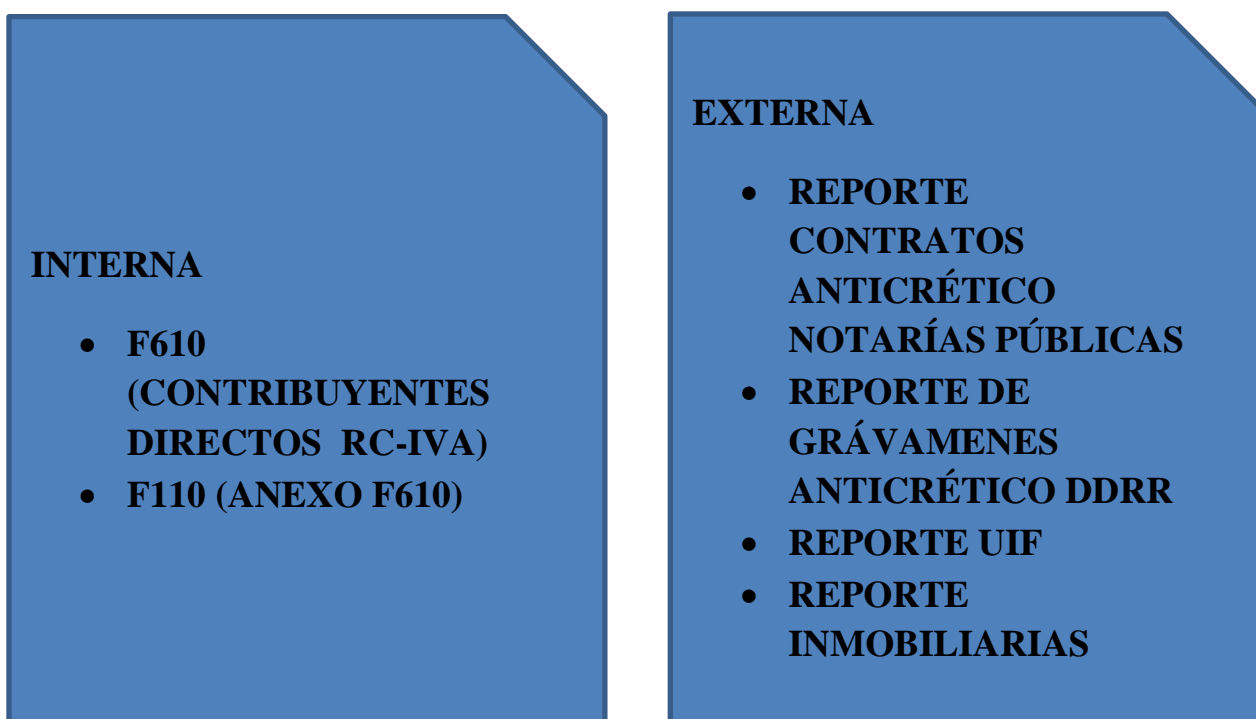 INTERNA
• F610
(CONTRIBUYENTES
DIRECTOS RC-IVA)
• F110 (ANEXO F610)
EXTERNA
• REPORTE
CONTRATOS
ANTICRÉTICO
NOTARÍAS PÚBLICAS
• REPORTE DE
GRÁVAMENES
ANTICRÉTICO DDRR
• REPORTE UIF
• REPORTE
INMOBILIARIAS